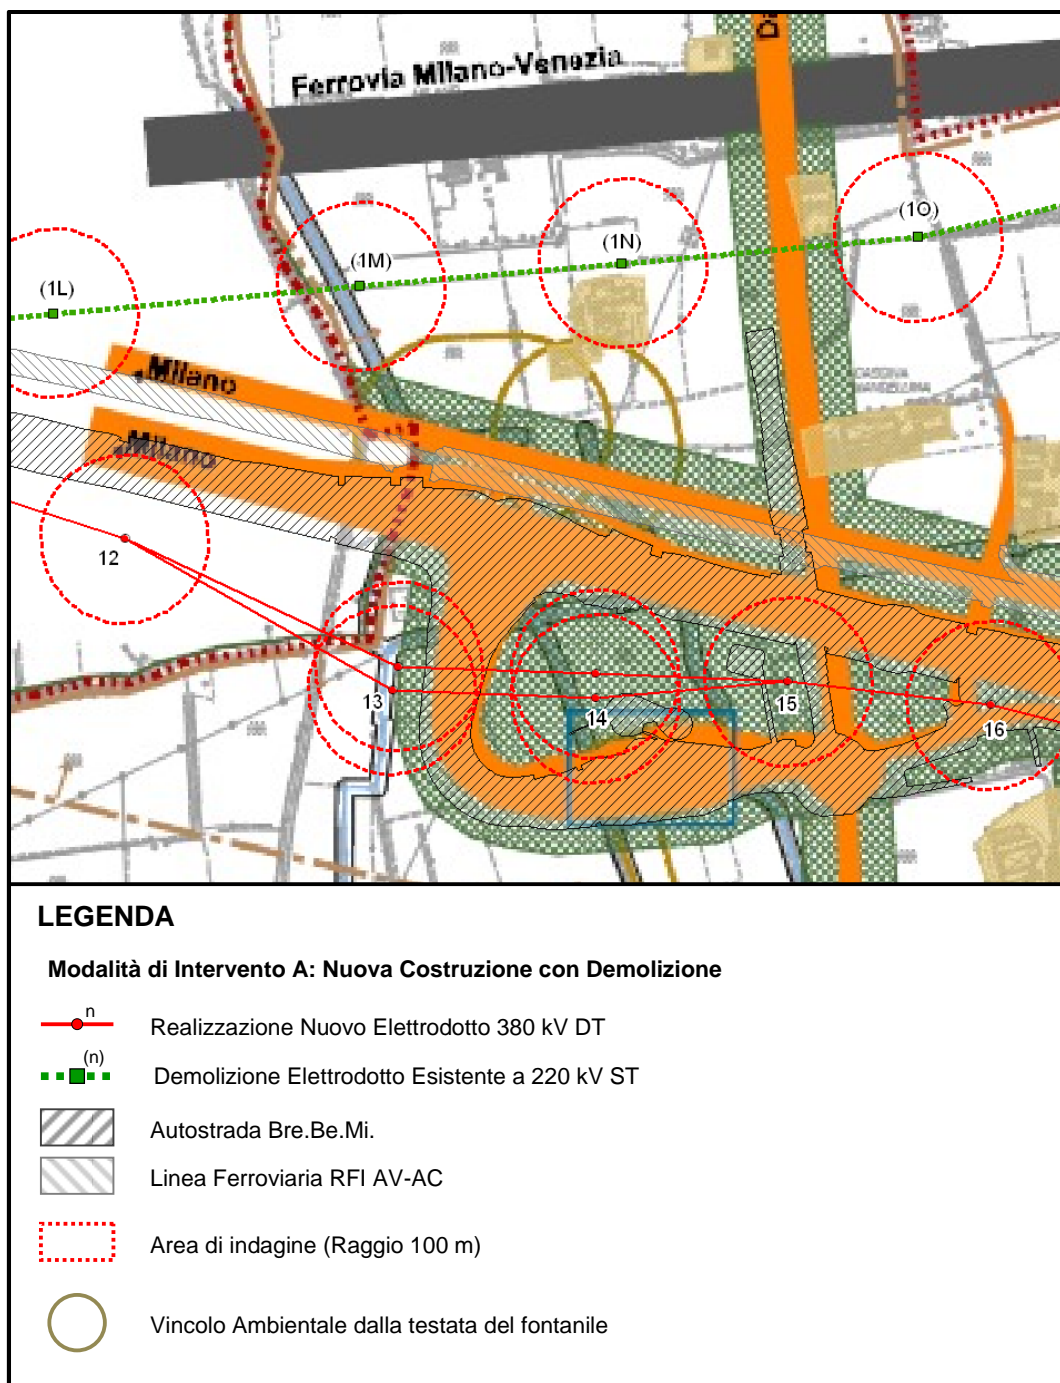 Ferrovia Milano-Venezia
(1O)
(1N)
(1M)
(1L)
Milano
Milano
12
13
14
15
16
LEGENDA
Modalità di Intervento A: Nuova Costruzione con Demolizione
n
Realizzazione Nuovo Elettrodotto 380 kV DT
(n)
Demolizione Elettrodotto Esistente a 220 kV ST
Autostrada Bre.Be.Mi.
Linea Ferroviaria RFI AV-AC
Area di indagine (Raggio 100 m)
Vincolo Ambientale dalla testata del fontanile